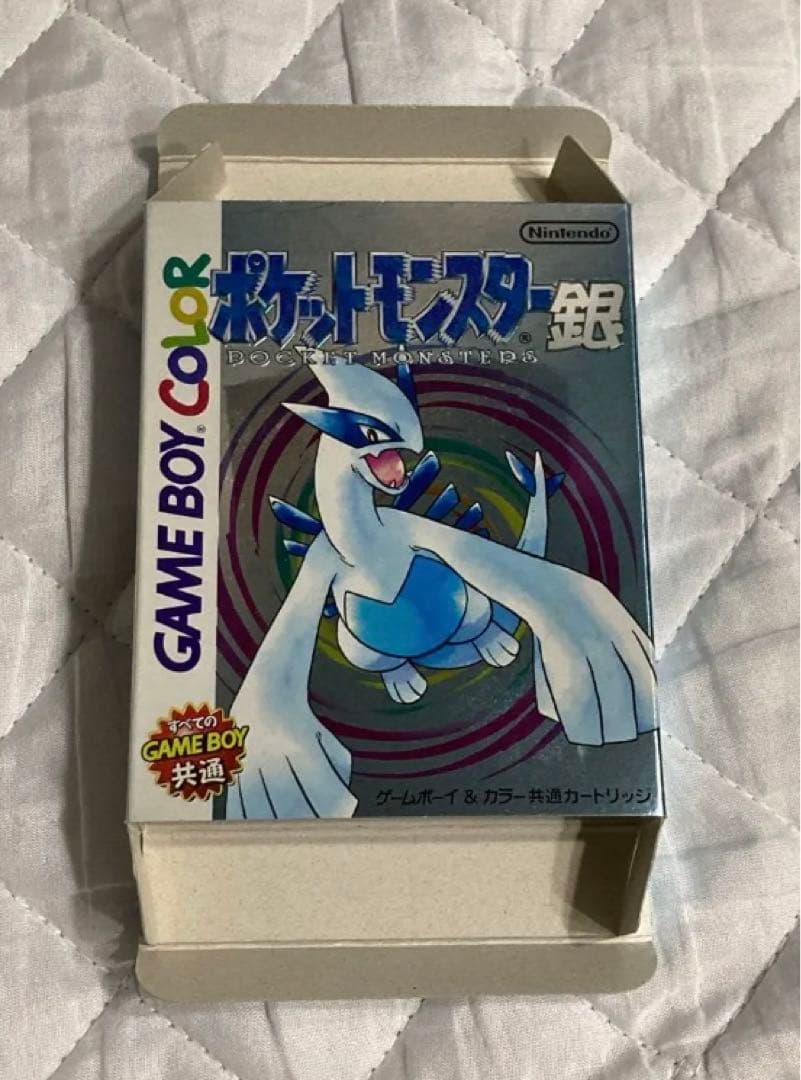 Nintendo
ポケットモンスター銀
®
POCKET MONSTERS
GAME BOY® COLOR
すべての
GAME BOY
共通
ゲームボーイ & カラー共通カートリッジ